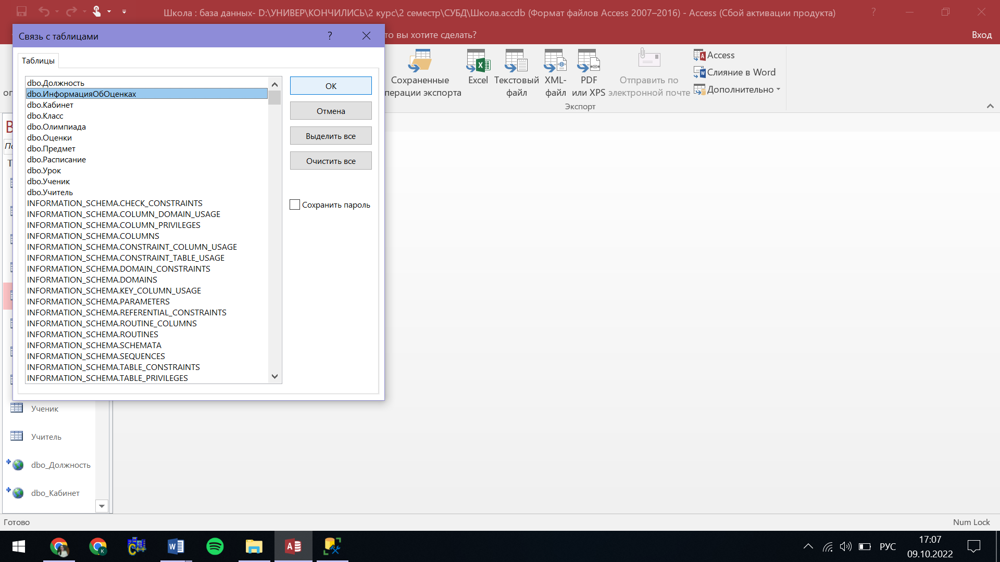 Школа : база данных- D:\УНИВЕР\КОНЧИЛИСЬ\2 курс\2 семестр\СУБД\Школа.accdb (Формат файлов Access 2007–2016) - Access (Сбой активации продукта)
?
Связь с таблицами
?
то вы хотите сделать?
Вход
Таблицы
dbo.Должность
dbo.ИнформацияОбОценках
dbo.Кабинет
dbo.Класс
dbo.Олимпиада
dbo.Оценки
dbo.Предмет
dbo.Расписание
dbo.Урок
dbo.Ученик
dbo.Учитель
INFORMATION_SCHEMA.CHECK_CONSTRAINTS
INFORMATION_SCHEMA.COLUMN_DOMAIN_USAGE
INFORMATION_SCHEMA.COLUMN_PRIVILEGES
INFORMATION_SCHEMA.COLUMNS
INFORMATION_SCHEMA.CONSTRAINT_COLUMN_USAGE
INFORMATION_SCHEMA.CONSTRAINT_TABLE_USAGE
INFORMATION_SCHEMA.DOMAIN_CONSTRAINTS
INFORMATION_SCHEMA.DOMAINS
INFORMATION_SCHEMA.KEY_COLUMN_USAGE
INFORMATION_SCHEMA.PARAMETERS
INFORMATION_SCHEMA.REFERENTIAL_CONSTRAINTS
INFORMATION_SCHEMA.ROUTINE_COLUMNS
INFORMATION_SCHEMA.ROUTINES
INFORMATION_SCHEMA.SCHEMATA
INFORMATION_SCHEMA.SEQUENCES
INFORMATION_SCHEMA.TABLE_CONSTRAINTS
INFORMATION_SCHEMA.TABLE_PRIVILEGES
ОК
Отмена
Выделить все
Очистить все
Сохранить пароль
Сохраненные
перации экспорта
Excel
Текстовый
файл
XML-
файл
PDF
или XPS
Отправить по
электронной почте
Access
Слияние в Word
Дополнительно
Экспорт
Ученик
Учитель
dbo_Должность
dbo_Кабинет
Готово
Num Lock
РУС
17:07
09.10.2022